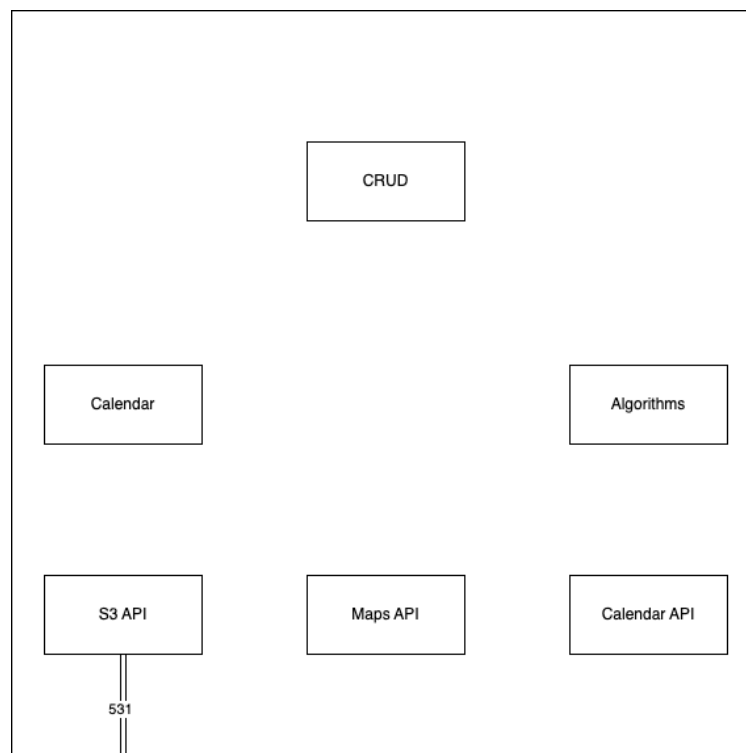 CRUD
Calendar
Algorithms
S3 API
Maps API
Calendar API
531